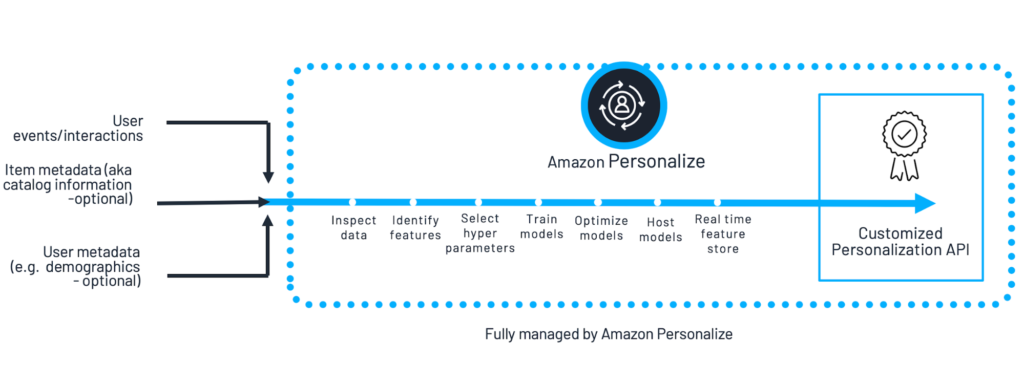 User
events/interactions
Item metadata (aka
catalog information
-optional)
User metadata
(e.g. demographics
- optional)
Amazon Personalize
Inspect
data
Identify
features
Select
hyper
parameters
Train
models
Optimize
models
Host
models
Real time
feature
store
Customized
Personalization API
Fully managed by Amazon Personalize